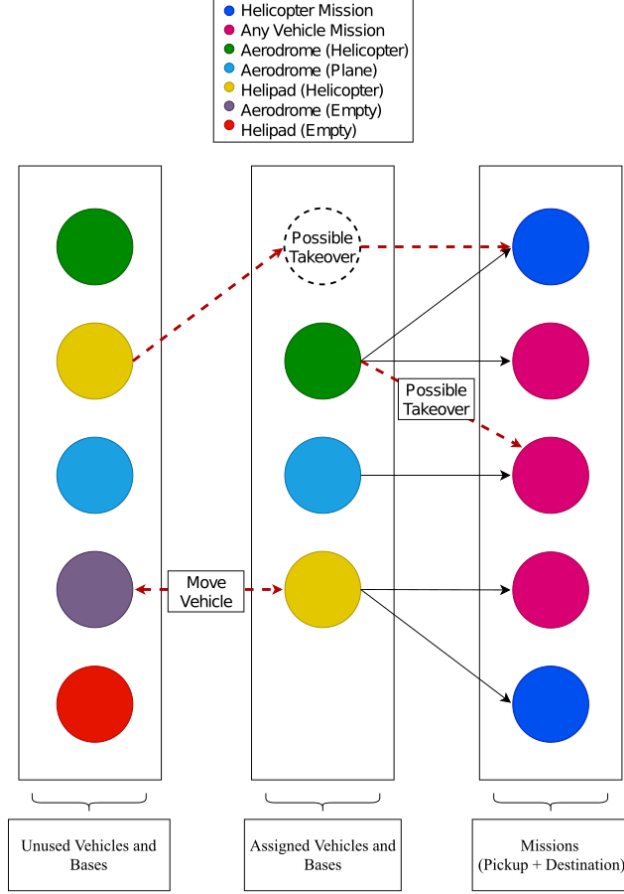 Helicopter Mission
Any Vehicle Mission
Aerodrome (Helicopter)
Aerodrome (Plane)
Helipad (Helicopter)
Aerodrome (Empty)
Helipad (Empty)
Possible
Takeover
Possible
Takeover
Move
Vehicle
Unused Vehicles and
Bases
Assigned Vehicles and
Bases
Missions
(Pickup + Destination)